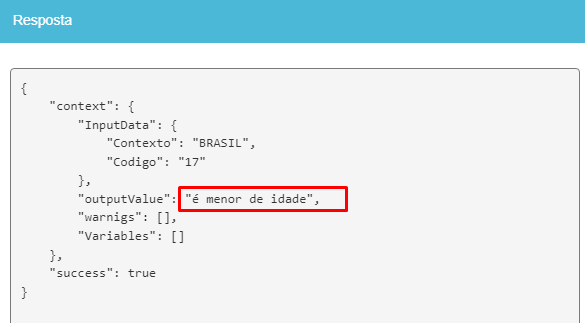 Resposta
{
    "context": {
        "InputData": {
            "Contexto": "BRASIL",
            "Codigo": "17"
        },
        "outputValue": "é menor de idade",
        "warnigs": [],
        "Variables": []
    },
    "success": true
}